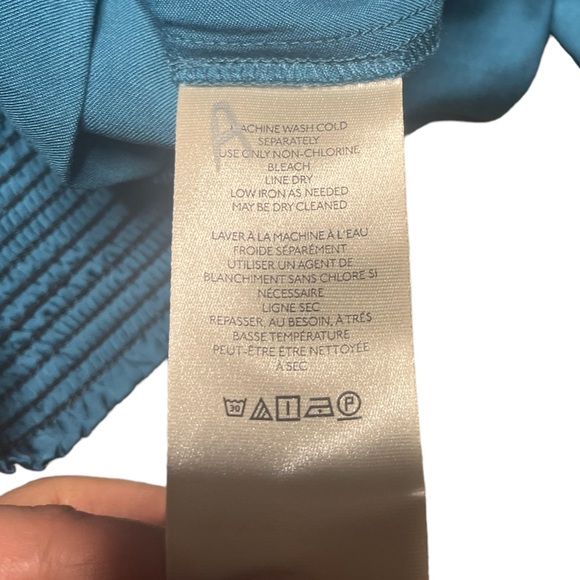 A
MACHINE WASH COLD
SEPARATELY
USE ONLY NON-CHLORINE
BLEACH
LINE DRY
LOW IRON AS NEEDED
MAY BE DRY CLEANED
LAVER À LA MACHINE À L'EAU
FROIDE SÉPARÉMENT
UTILISER UN AGENT DE
BLANCHIMENT SANS CHLORE SI
NÉCESSAIRE
LIGNE SEC
REPASSER, AU BESOIN, À TRÉS
BASSE TEMPÉRATURE
PEUT-ÊTRE ÊTRE NETTOYÉE
À SEC
30 P